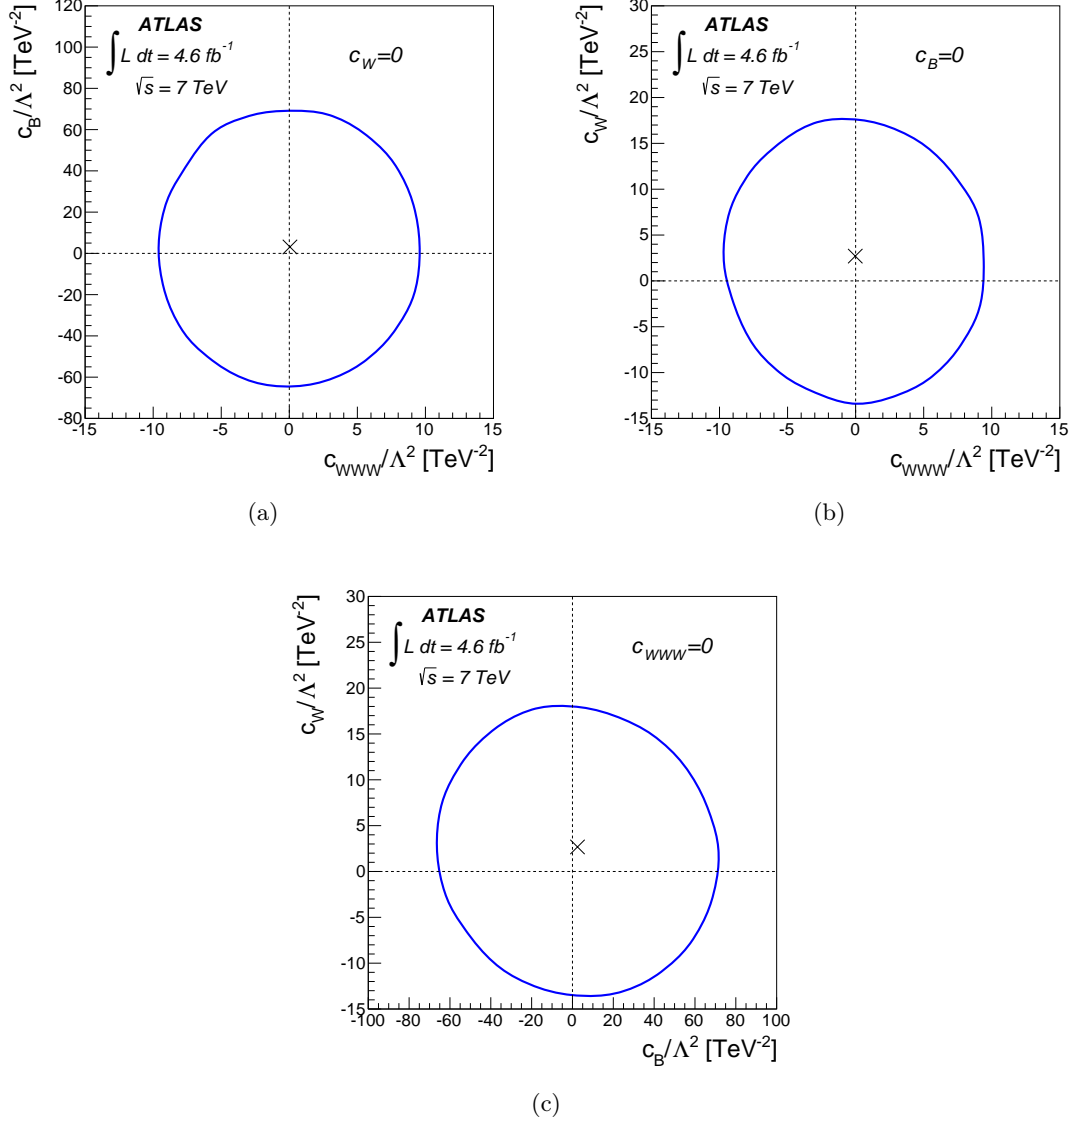 ATLAS
∫ L dt = 4.6 fb⁻¹
√s = 7 TeV
c_W=0
c_B/Λ² [TeV⁻²]
120
100
80
60
40
20
0
-20
-40
-60
-80
-15 -10 -5 0 5 10 15
c_WWW/Λ² [TeV⁻²]
(a)
ATLAS
∫ L dt = 4.6 fb⁻¹
√s = 7 TeV
c_B=0
c_W/Λ² [TeV⁻²]
30
25
20
15
10
5
0
-5
-10
-15
-15 -10 -5 0 5 10 15
c_WWW/Λ² [TeV⁻²]
(b)
ATLAS
∫ L dt = 4.6 fb⁻¹
√s = 7 TeV
c_WWW=0
c_W/Λ² [TeV⁻²]
30
25
20
15
10
5
0
-5
-10
-15
-100 -80 -60 -40 -20 0 20 40 60 80 100
c_B/Λ² [TeV⁻²]
(c)